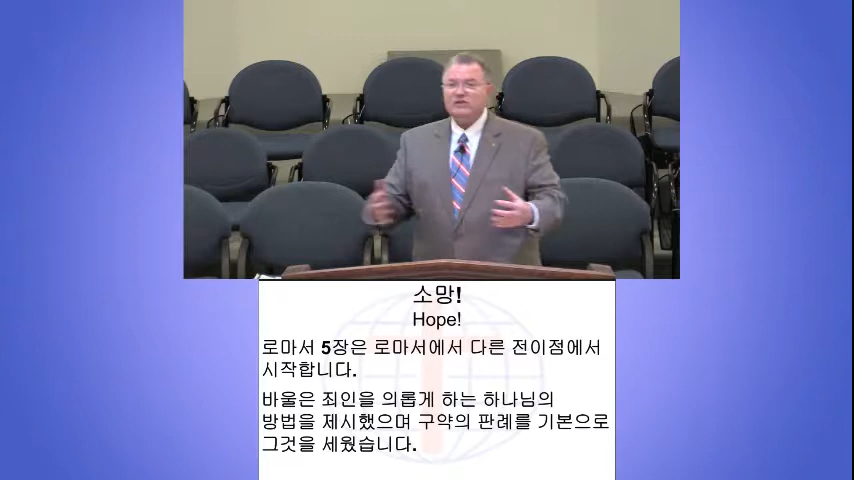 소망!
Hope!
로마서 5장은 로마서에서 다른 전이점에서
시작합니다.
바울은 죄인을 의롭게 하는 하나님의
방법을 제시했으며 구약의 판례를 기본으로
그것을 세웠습니다.